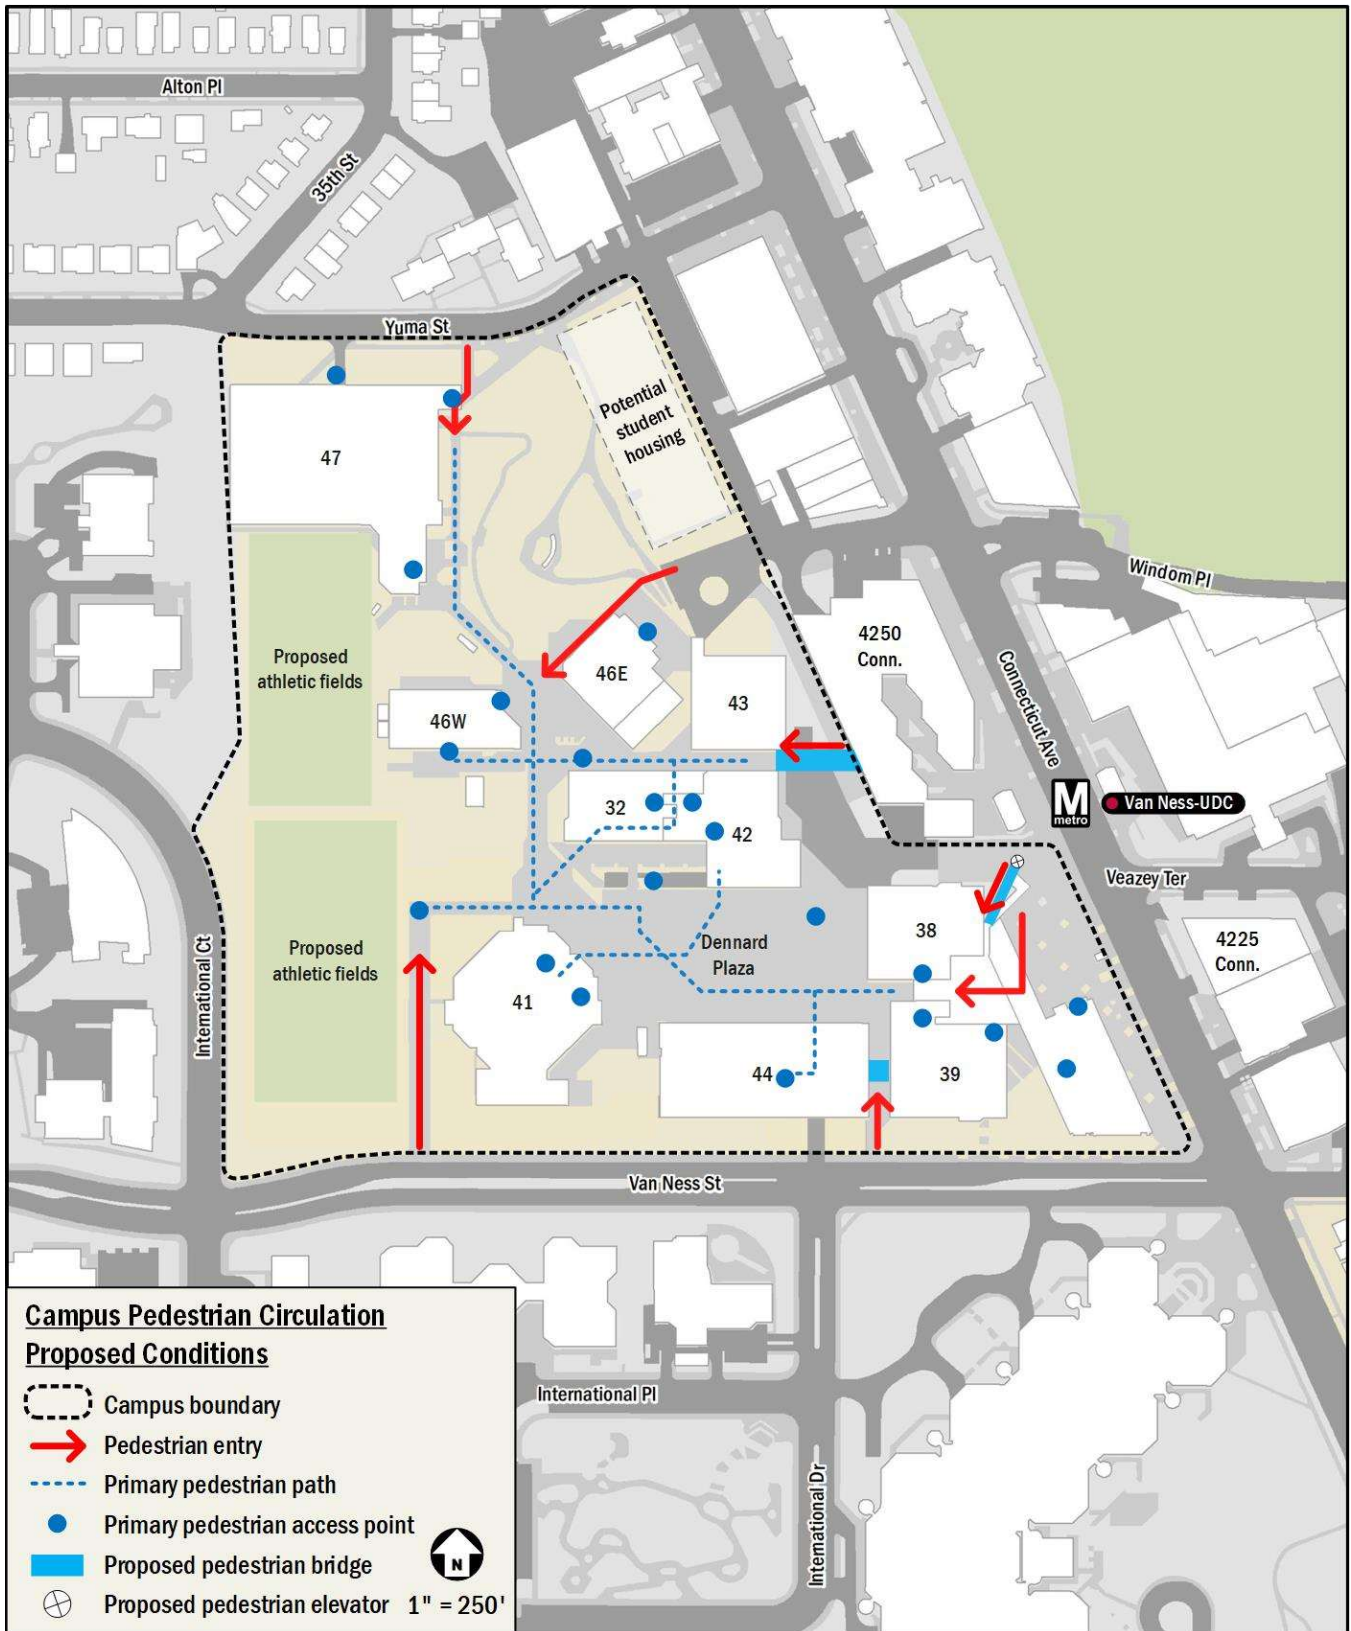 Alton Pl
35th St
Yuma St
Potential
student
housing
47
Windom Pl
4250
Conn.
Proposed
athletic fields
46E
43
Connecticut Ave
46W
M
metro
Van Ness-UDC
32
42
Veazey Ter
38
4225
Conn.
Dennard
Plaza
Proposed
athletic fields
41
International Ct
44
39
Van Ness St
Campus Pedestrian Circulation
Proposed Conditions
Campus boundary
Pedestrian entry
Primary pedestrian path
Primary pedestrian access point
Proposed pedestrian bridge
N
Proposed pedestrian elevator 1" = 250'
International Pl
International Dr